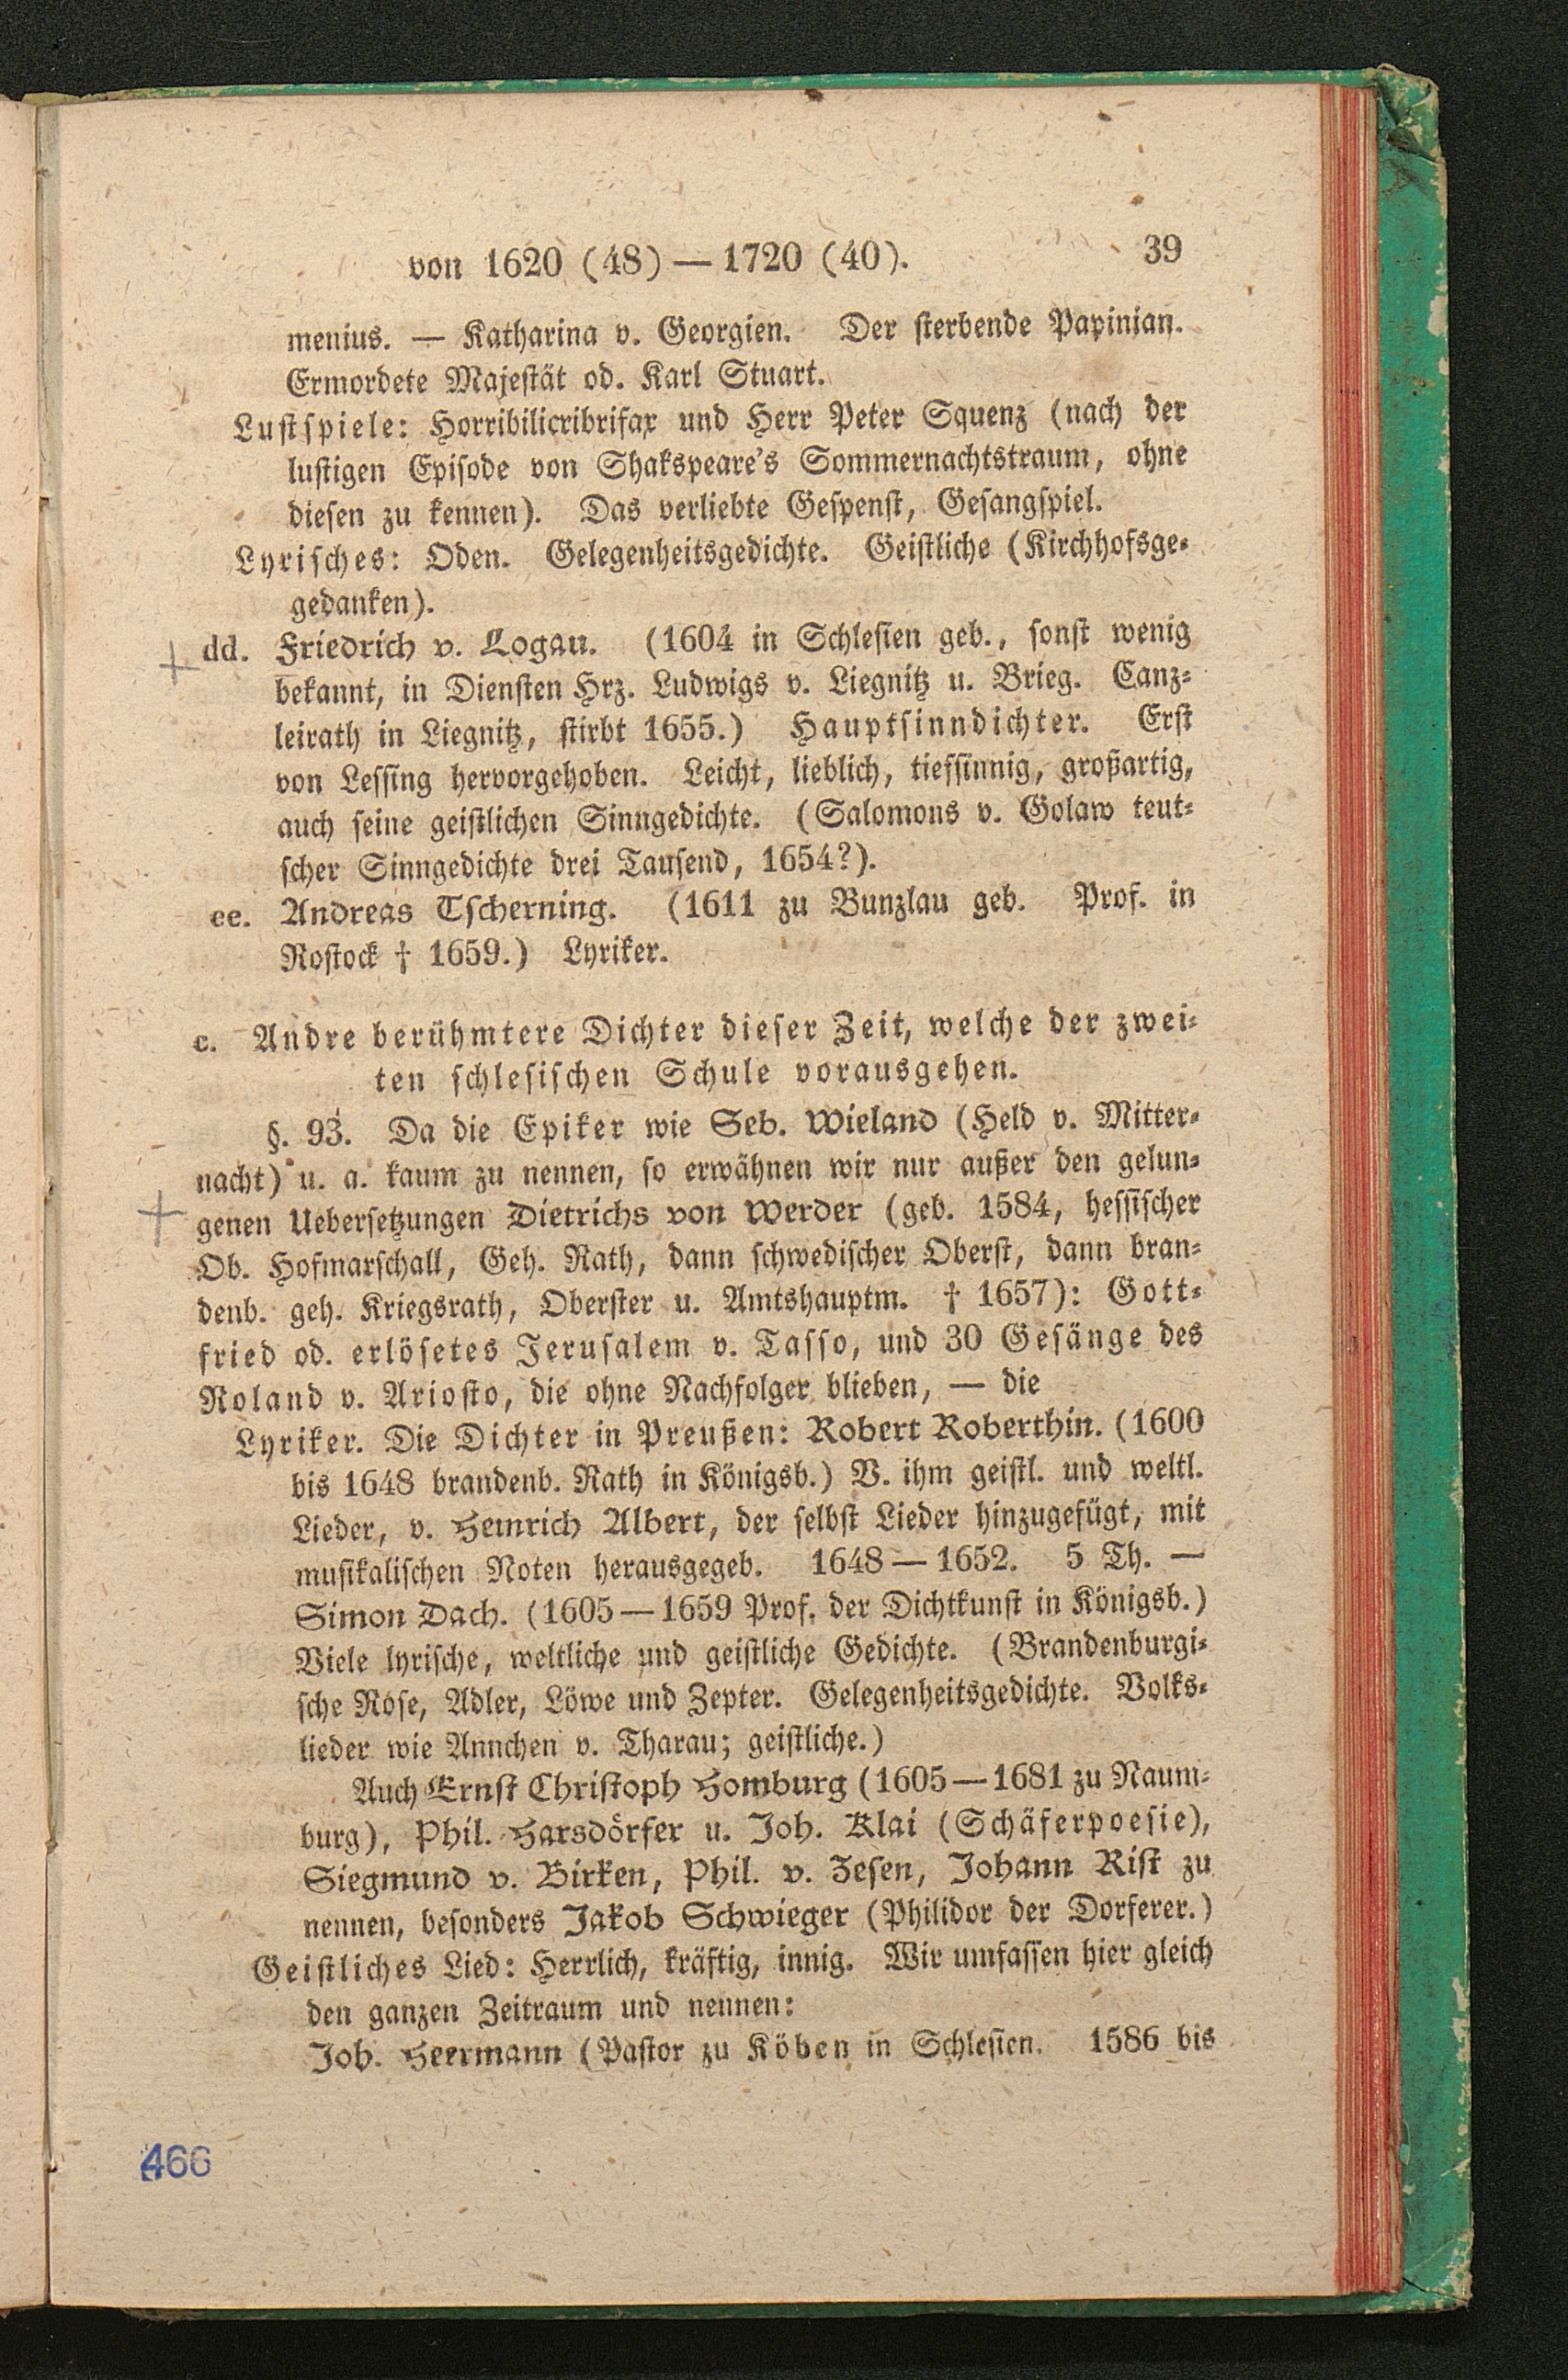 von 1620 (48) — 1720 (40). 39
menius. — Katharina v. Georgien. Der sterbende Papinian.
Ermordete Majestät od. Karl Stuart.
Lustspiele: Horribilicribrifax und Herr Peter Squenz (nach der
lustigen Episode von Shakspeare's Sommernachtstraum, ohne
diesen zu kennen). Das verliebte Gespenst, Gesangspiel.
Lyrisches: Oden. Gelegenheitsgedichte. Geistliche (Kirchhofsge-
gedanken).
dd. Friedrich v. Logau. (1604 in Schlesien geb., sonst wenig
bekannt, in Diensten Hrz. Ludwigs v. Liegnitz u. Brieg. Canz-
leirath in Liegnitz, stirbt 1655.) Hauptsinndichter. Erst
von Lessing hervorgehoben. Leicht, lieblich, tiefsinnig, großartig,
auch seine geistlichen Sinngedichte. (Salomons v. Golaw teut-
scher Sinngedichte drei Tausend, 1654?).
ee. Andreas Tscherning. (1611 zu Bunzlau geb. Prof. in
Rostock † 1659.) Lyriker.
c. Andre berühmtere Dichter dieser Zeit, welche der zwei-
ten schlesischen Schule vorausgehen.
§. 93. Da die Epiker wie Seb. Wieland (Held v. Mitter-
nacht) u. a. kaum zu nennen, so erwähnen wir nur außer den gelun-
genen Uebersetzungen Dietrichs von Werder (geb. 1584, hessischer
Ob. Hofmarschall, Geh. Rath, dann schwedischer Oberst, dann bran-
denb. geh. Kriegsrath, Oberster u. Amtshauptm. † 1657): Gott-
fried od. erlösetes Jerusalem v. Tasso, und 30 Gesänge des
Roland v. Ariosto, die ohne Nachfolger blieben, — die
Lyriker. Die Dichter in Preußen: Robert Roberthin. (1600
bis 1648 brandenb. Rath in Königsb.) V. ihm geistl. und weltl.
Lieder, v. Heinrich Albert, der selbst Lieder hinzugefügt, mit
musikalischen Noten herausgegeb. 1648 — 1652. 5 Th. —
Simon Dach. (1605 — 1659 Prof. der Dichtkunst in Königsb.)
Viele lyrische, weltliche und geistliche Gedichte. (Brandenburgi-
sche Rose, Adler, Löwe und Zepter. Gelegenheitsgedichte. Volks-
lieder wie Annchen v. Tharau; geistliche.)
Auch Ernst Christoph Homburg (1605 — 1681 zu Naum-
burg), Phil. Harsdörfer u. Joh. Klai (Schäferpoesie),
Siegmund v. Birken, Phil. v. Zesen, Johann Rist zu
nennen, besonders Jakob Schwieger (Philidor der Dorferer.)
Geistliches Lied: Herrlich, kräftig, innig. Wir umfassen hier gleich
den ganzen Zeitraum und nennen:
Joh. Heermann (Pastor zu Köben in Schlesien. 1586 bis
466